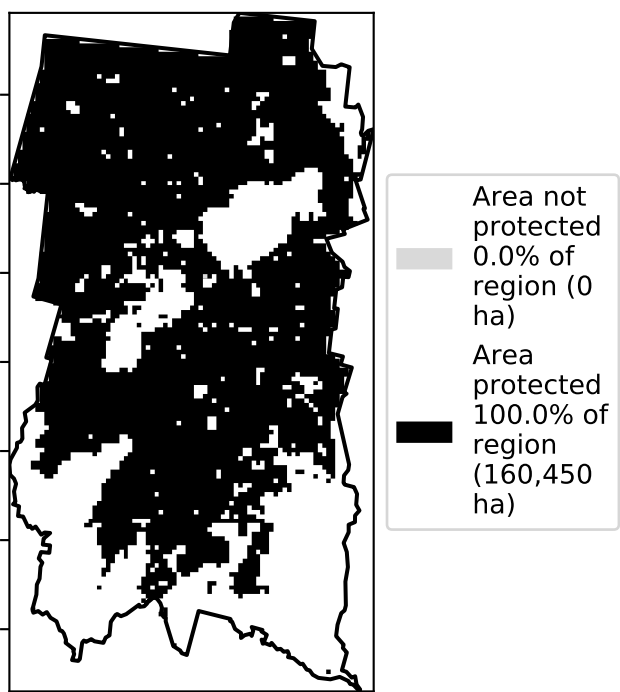 Area not
protected
0.0% of
region (0
ha)
Area
protected
100.0% of
region
(160,450
ha)